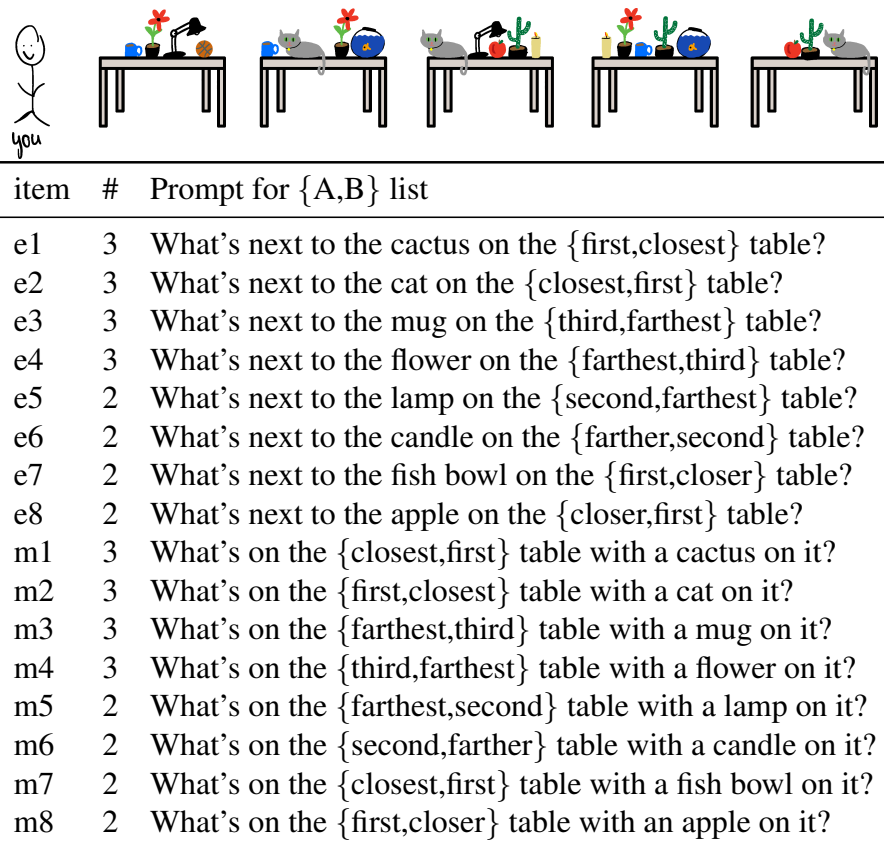 you
item # Prompt for {A,B} list
e1 3 What's next to the cactus on the {first,closest} table?
e2 3 What's next to the cat on the {closest,first} table?
e3 3 What's next to the mug on the {third,farthest} table?
e4 3 What's next to the flower on the {farthest,third} table?
e5 2 What's next to the lamp on the {second,farthest} table?
e6 2 What's next to the candle on the {farther,second} table?
e7 2 What's next to the fish bowl on the {first,closer} table?
e8 2 What's next to the apple on the {closer,first} table?
m1 3 What's on the {closest,first} table with a cactus on it?
m2 3 What's on the {first,closest} table with a cat on it?
m3 3 What's on the {farthest,third} table with a mug on it?
m4 3 What's on the {third,farthest} table with a flower on it?
m5 2 What's on the {farthest,second} table with a lamp on it?
m6 2 What's on the {second,farther} table with a candle on it?
m7 2 What's on the {closest,first} table with a fish bowl on it?
m8 2 What's on the {first,closer} table with an apple on it?